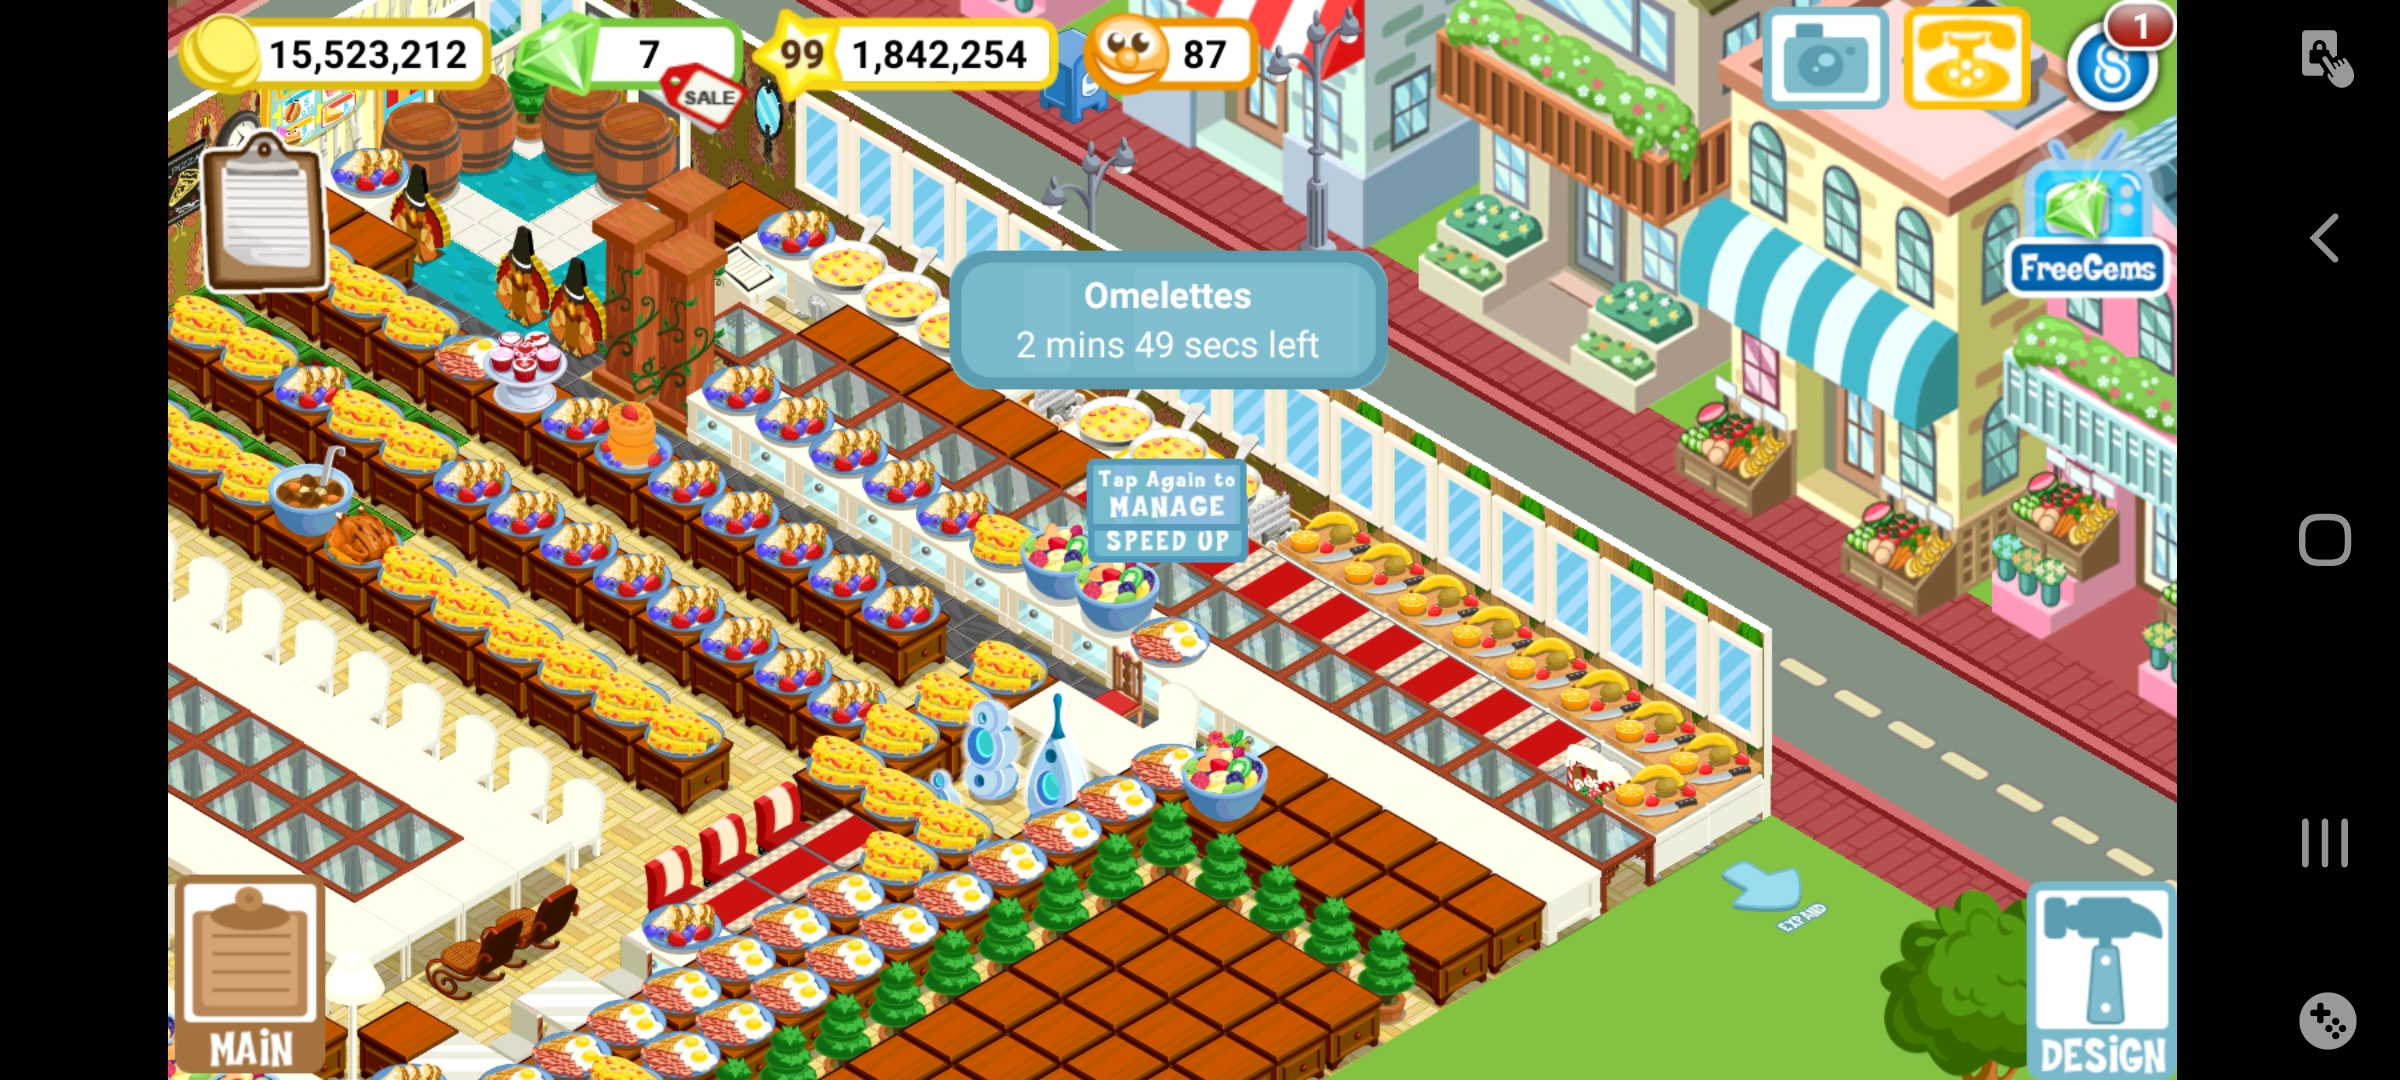 15,523,212
7
SALE
99
1,842,254
87
1
FreeGems
Omelettes
2 mins 49 secs left
Tap Again to
MANAGE
SPEED UP
EXPAND
MAIN
DESIGN